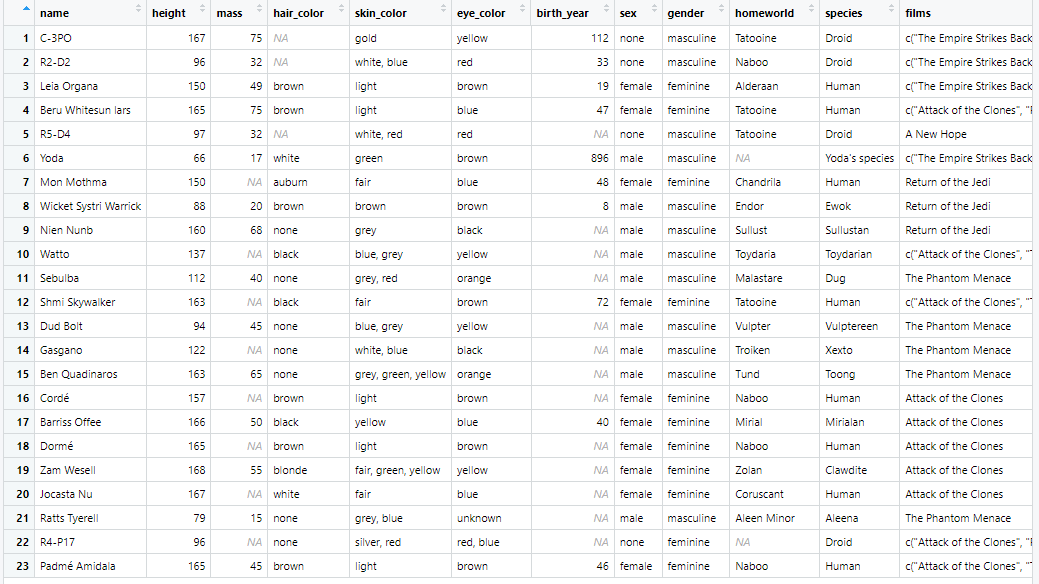 name height mass hair_color skin_color eye_color birth_year sex gender homeworld species films
1 C-3PO 167 75 NA gold yellow 112 none masculine Tatooine Droid c("The Empire Strikes Back
2 R2-D2 96 32 NA white, blue red 33 none masculine Naboo Droid c("The Empire Strikes Back
3 Leia Organa 150 49 brown light brown 19 female feminine Alderaan Human c("The Empire Strikes Back
4 Beru Whitesun lars 165 75 brown light blue 47 female feminine Tatooine Human c("Attack of the Clones", "
5 R5-D4 97 32 NA white, red red NA none masculine Tatooine Droid A New Hope
6 Yoda 66 17 white green brown 896 male masculine NA Yoda's species c("The Empire Strikes Back
7 Mon Mothma 150 NA auburn fair blue 48 female feminine Chandrila Human Return of the Jedi
8 Wicket Systri Warrick 88 20 brown brown brown 8 male masculine Endor Ewok Return of the Jedi
9 Nien Nunb 160 68 none grey black NA male masculine Sullust Sullustan Return of the Jedi
10 Watto 137 NA black blue, grey yellow NA male masculine Toydaria Toydarian c("Attack of the Clones", "
11 Sebulba 112 40 none grey, red orange NA male masculine Malastare Dug The Phantom Menace
12 Shmi Skywalker 163 NA black fair brown 72 female feminine Tatooine Human c("Attack of the Clones", "
13 Dud Bolt 94 45 none blue, grey yellow NA male masculine Vulpter Vulptereen The Phantom Menace
14 Gasgano 122 NA none white, blue black NA male masculine Troiken Xexto The Phantom Menace
15 Ben Quadinaros 163 65 none grey, green, yellow orange NA male masculine Tund Toong The Phantom Menace
16 Cordé 157 NA brown light brown NA female feminine Naboo Human Attack of the Clones
17 Barriss Offee 166 50 black yellow blue 40 female feminine Mirial Mirialan Attack of the Clones
18 Dormé 165 NA brown light brown NA female feminine Naboo Human Attack of the Clones
19 Zam Wesell 168 55 blonde fair, green, yellow yellow NA female feminine Zolan Clawdite Attack of the Clones
20 Jocasta Nu 167 NA white fair blue NA female feminine Coruscant Human Attack of the Clones
21 Ratts Tyerell 79 15 none grey, blue unknown NA male masculine Aleen Minor Aleena The Phantom Menace
22 R4-P17 96 NA none silver, red red, blue NA none feminine NA Droid c("Attack of the Clones", "
23 Padmé Amidala 165 45 brown light brown 46 female feminine Naboo Human c("Attack of the Clones", "